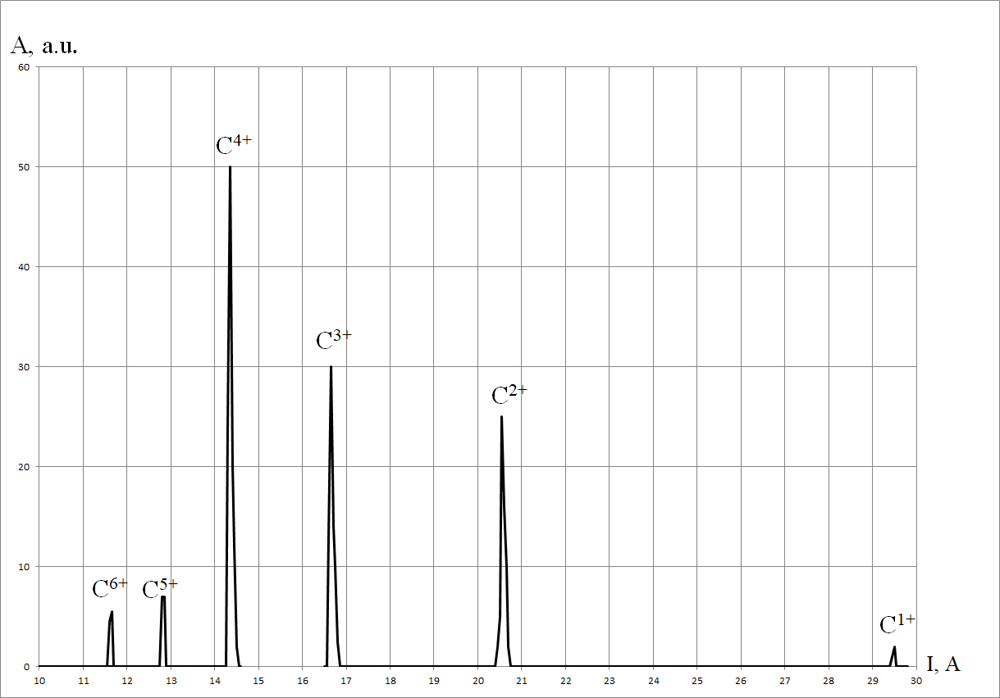 A, a.u.
60
50
40
30
20
10
0
C⁴⁺
C³⁺
C²⁺
C⁶⁺
C⁵⁺
C¹⁺
10 11 12 13 14 15 16 17 18 19 20 21 22 23 24 25 26 27 28 29 30
I, A